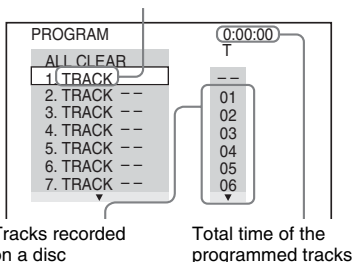 PROGRAM 0:00:00
T
ALL CLEAR
1. TRACK – –
2. TRACK – – 01
3. TRACK – – 02
4. TRACK – – 03
5. TRACK – – 04
6. TRACK – – 05
7. TRACK – – 06
Tracks recorded
on a disc
Total time of the
programmed tracks